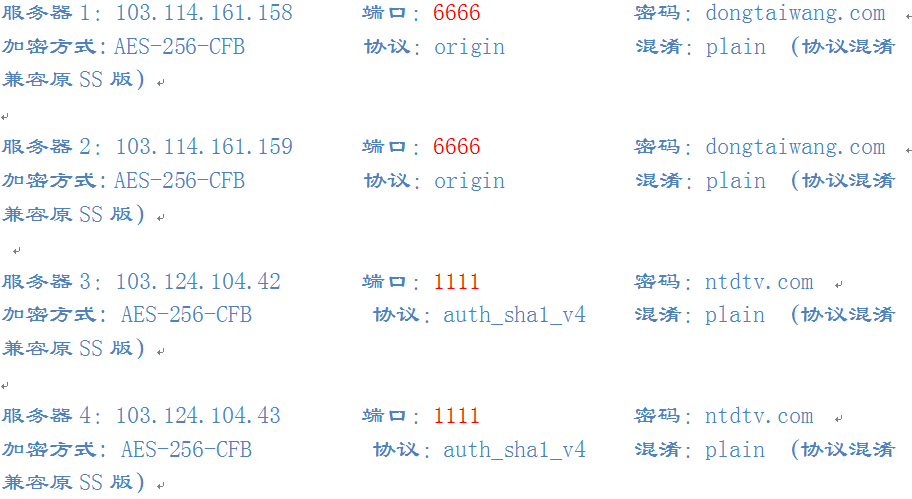 服务器 1: 103.114.161.158 端口: 6666 密码: dongtaiwang.com
加密方式: AES-256-CFB 协议: origin 混淆: plain （协议混淆
兼容原 SS 版）
服务器 2: 103.114.161.159 端口: 6666 密码: dongtaiwang.com
加密方式: AES-256-CFB 协议: origin 混淆: plain （协议混淆
兼容原 SS 版）
服务器 3: 103.124.104.42 端口: 1111 密码: ntdtv.com
加密方式: AES-256-CFB 协议: auth_sha1_v4 混淆: plain （协议混淆
兼容原 SS 版）
服务器 4: 103.124.104.43 端口: 1111 密码: ntdtv.com
加密方式: AES-256-CFB 协议: auth_sha1_v4 混淆: plain （协议混淆
兼容原 SS 版）